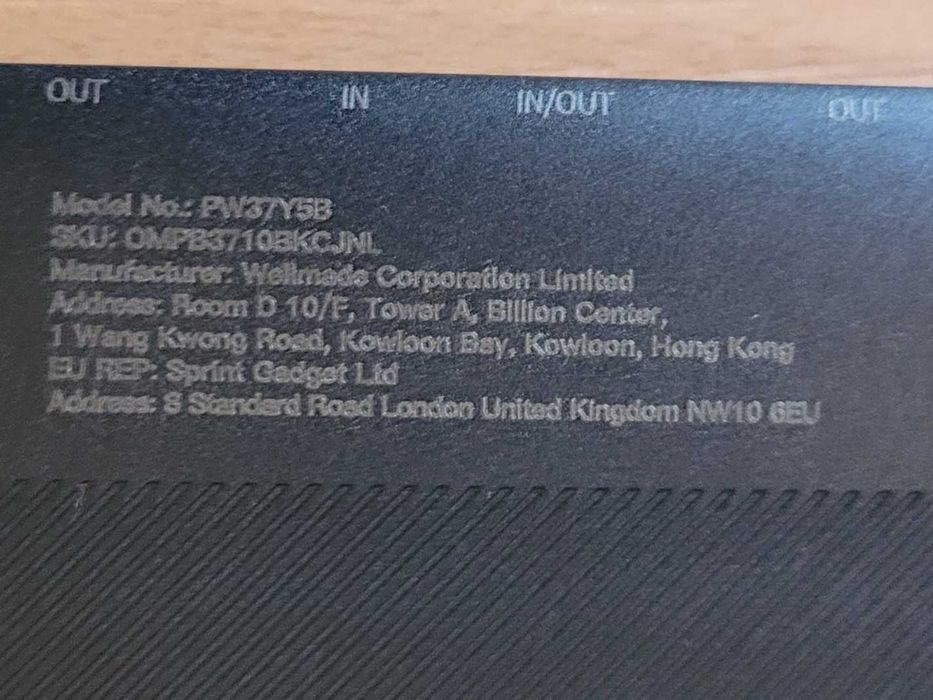 OUT IN IN/OUT OUT
Model No.: PW37Y5B
SKU: OMPB3710BKCJNL
Manufacturer: Wellmade Corporation Limited
Address: Room D 10/F, Tower A, Billion Center,
1 Wang Kwong Road, Kowloon Bay, Kowloon, Hong Kong
EU REP: Sprint Gadget Ltd
Address: 8 Standard Road London United Kingdom NW10 6EU